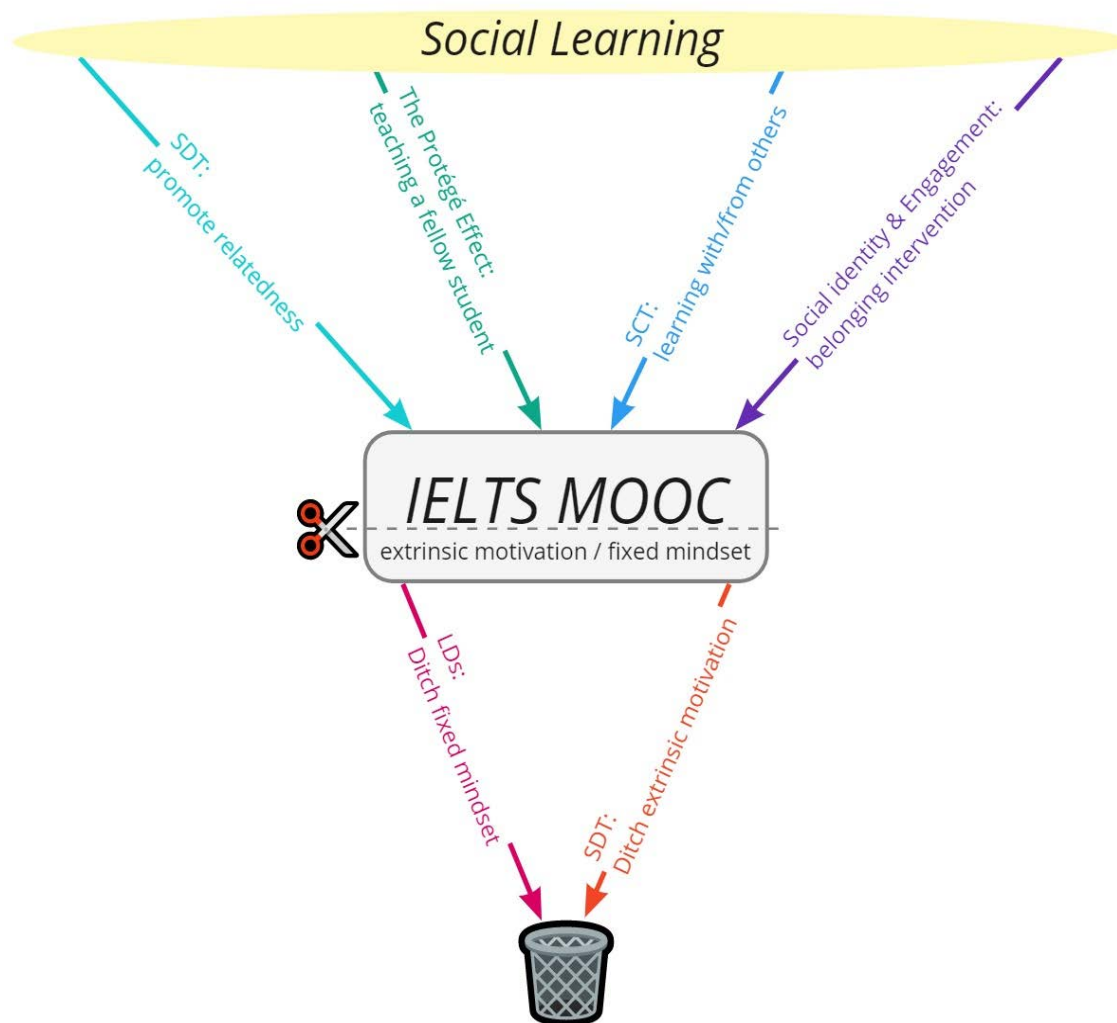 Social Learning
SDT:
promote relatedness
The Protégé Effect:
teaching a fellow student
SCT:
learning with/from others
Social identity & Engagement:
belonging intervention
IELTS MOOC
extrinsic motivation / fixed mindset
LDs:
Ditch fixed mindset
SDT:
Ditch extrinsic motivation